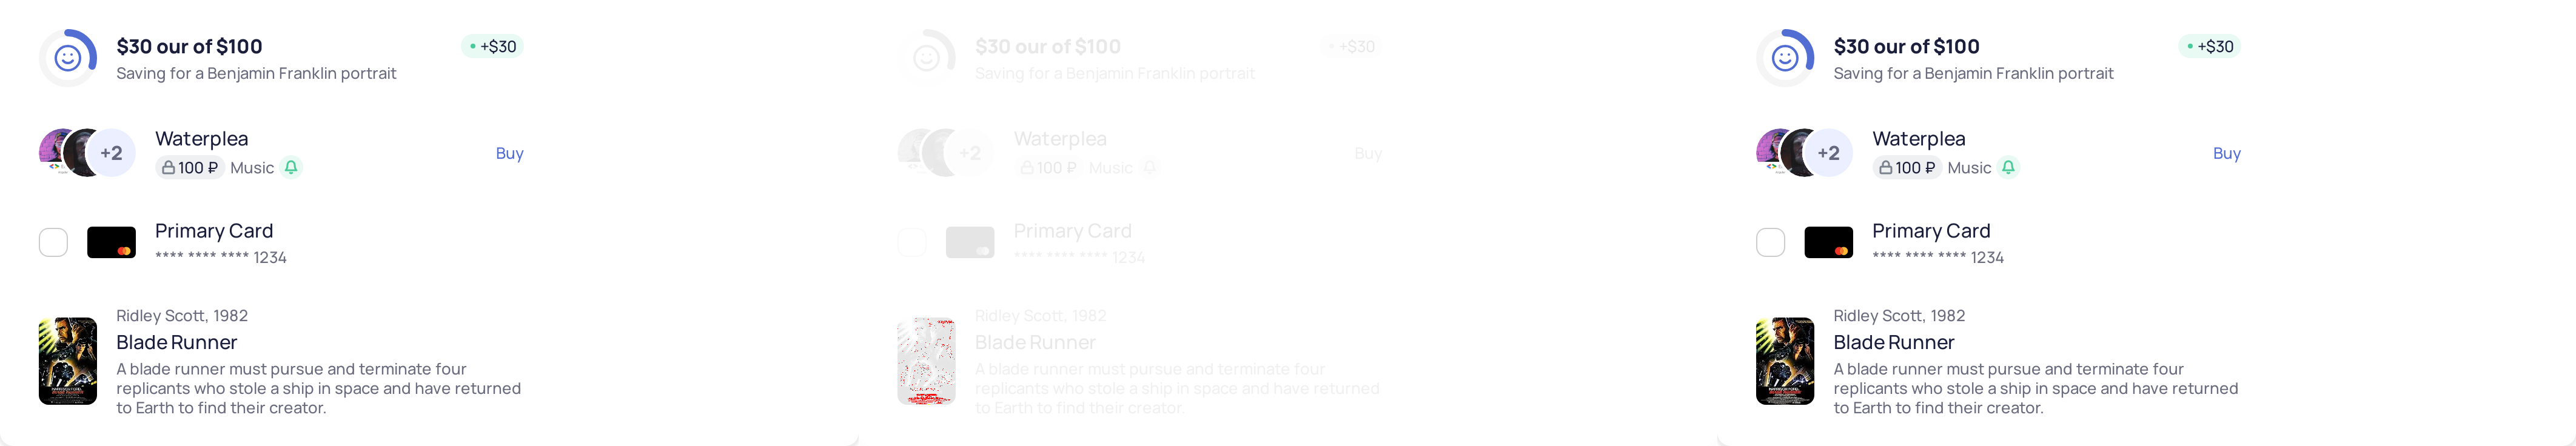 $30 our of $100
+$30
Saving for a Benjamin Franklin portrait
Waterplea
+2
100 ₽ Music
Buy
Primary Card
**** **** **** 1234
Ridley Scott, 1982
Blade Runner
A blade runner must pursue and terminate four
replicants who stole a ship in space and have returned
to Earth to find their creator.
$30 our of $100
+$30
Saving for a Benjamin Franklin portrait
Waterplea
+2
100 ₽ Music
Buy
Primary Card
**** **** **** 1234
Ridley Scott, 1982
Blade Runner
A blade runner must pursue and terminate four
replicants who stole a ship in space and have returned
to Earth to find their creator.
$30 our of $100
+$30
Saving for a Benjamin Franklin portrait
Waterplea
+2
100 ₽ Music
Buy
Primary Card
**** **** **** 1234
Ridley Scott, 1982
Blade Runner
A blade runner must pursue and terminate four
replicants who stole a ship in space and have returned
to Earth to find their creator.